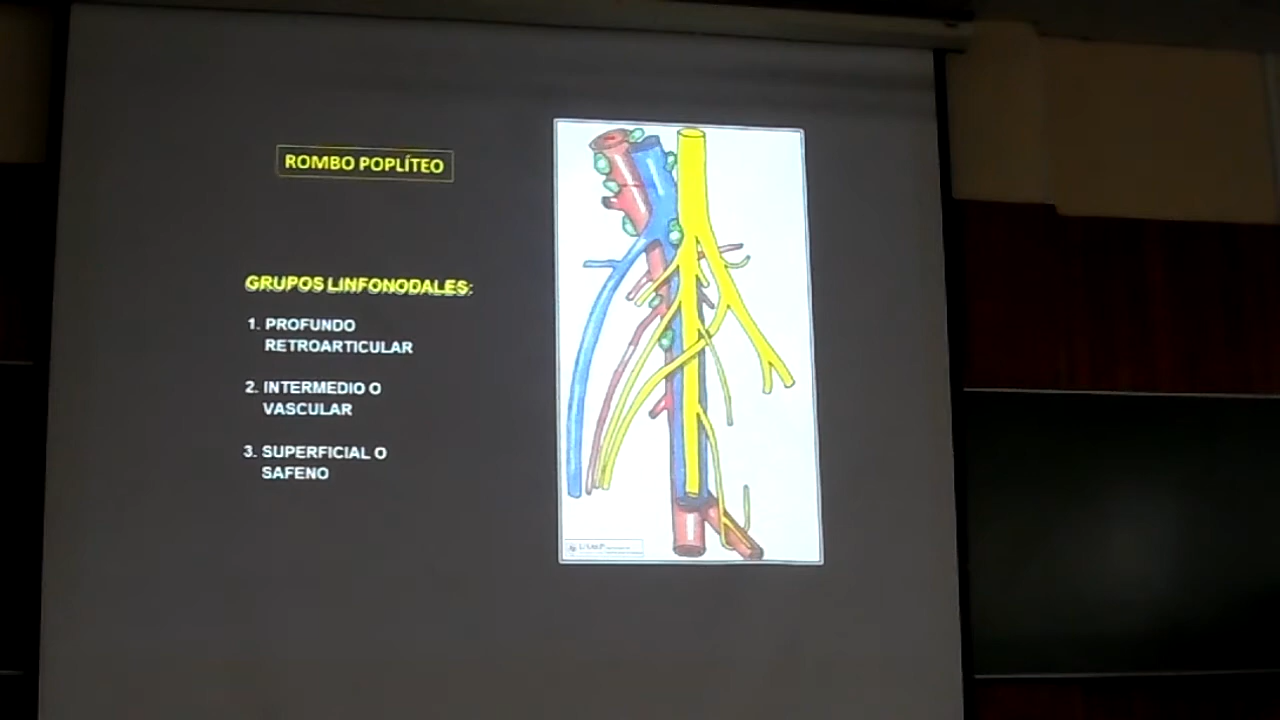 ROMBO POPLÍTEO
GRUPOS LINFONODALES:
1. PROFUNDO
RETROARTICULAR
2. INTERMEDIO O
VASCULAR
3. SUPERFICIAL O
SAFENO